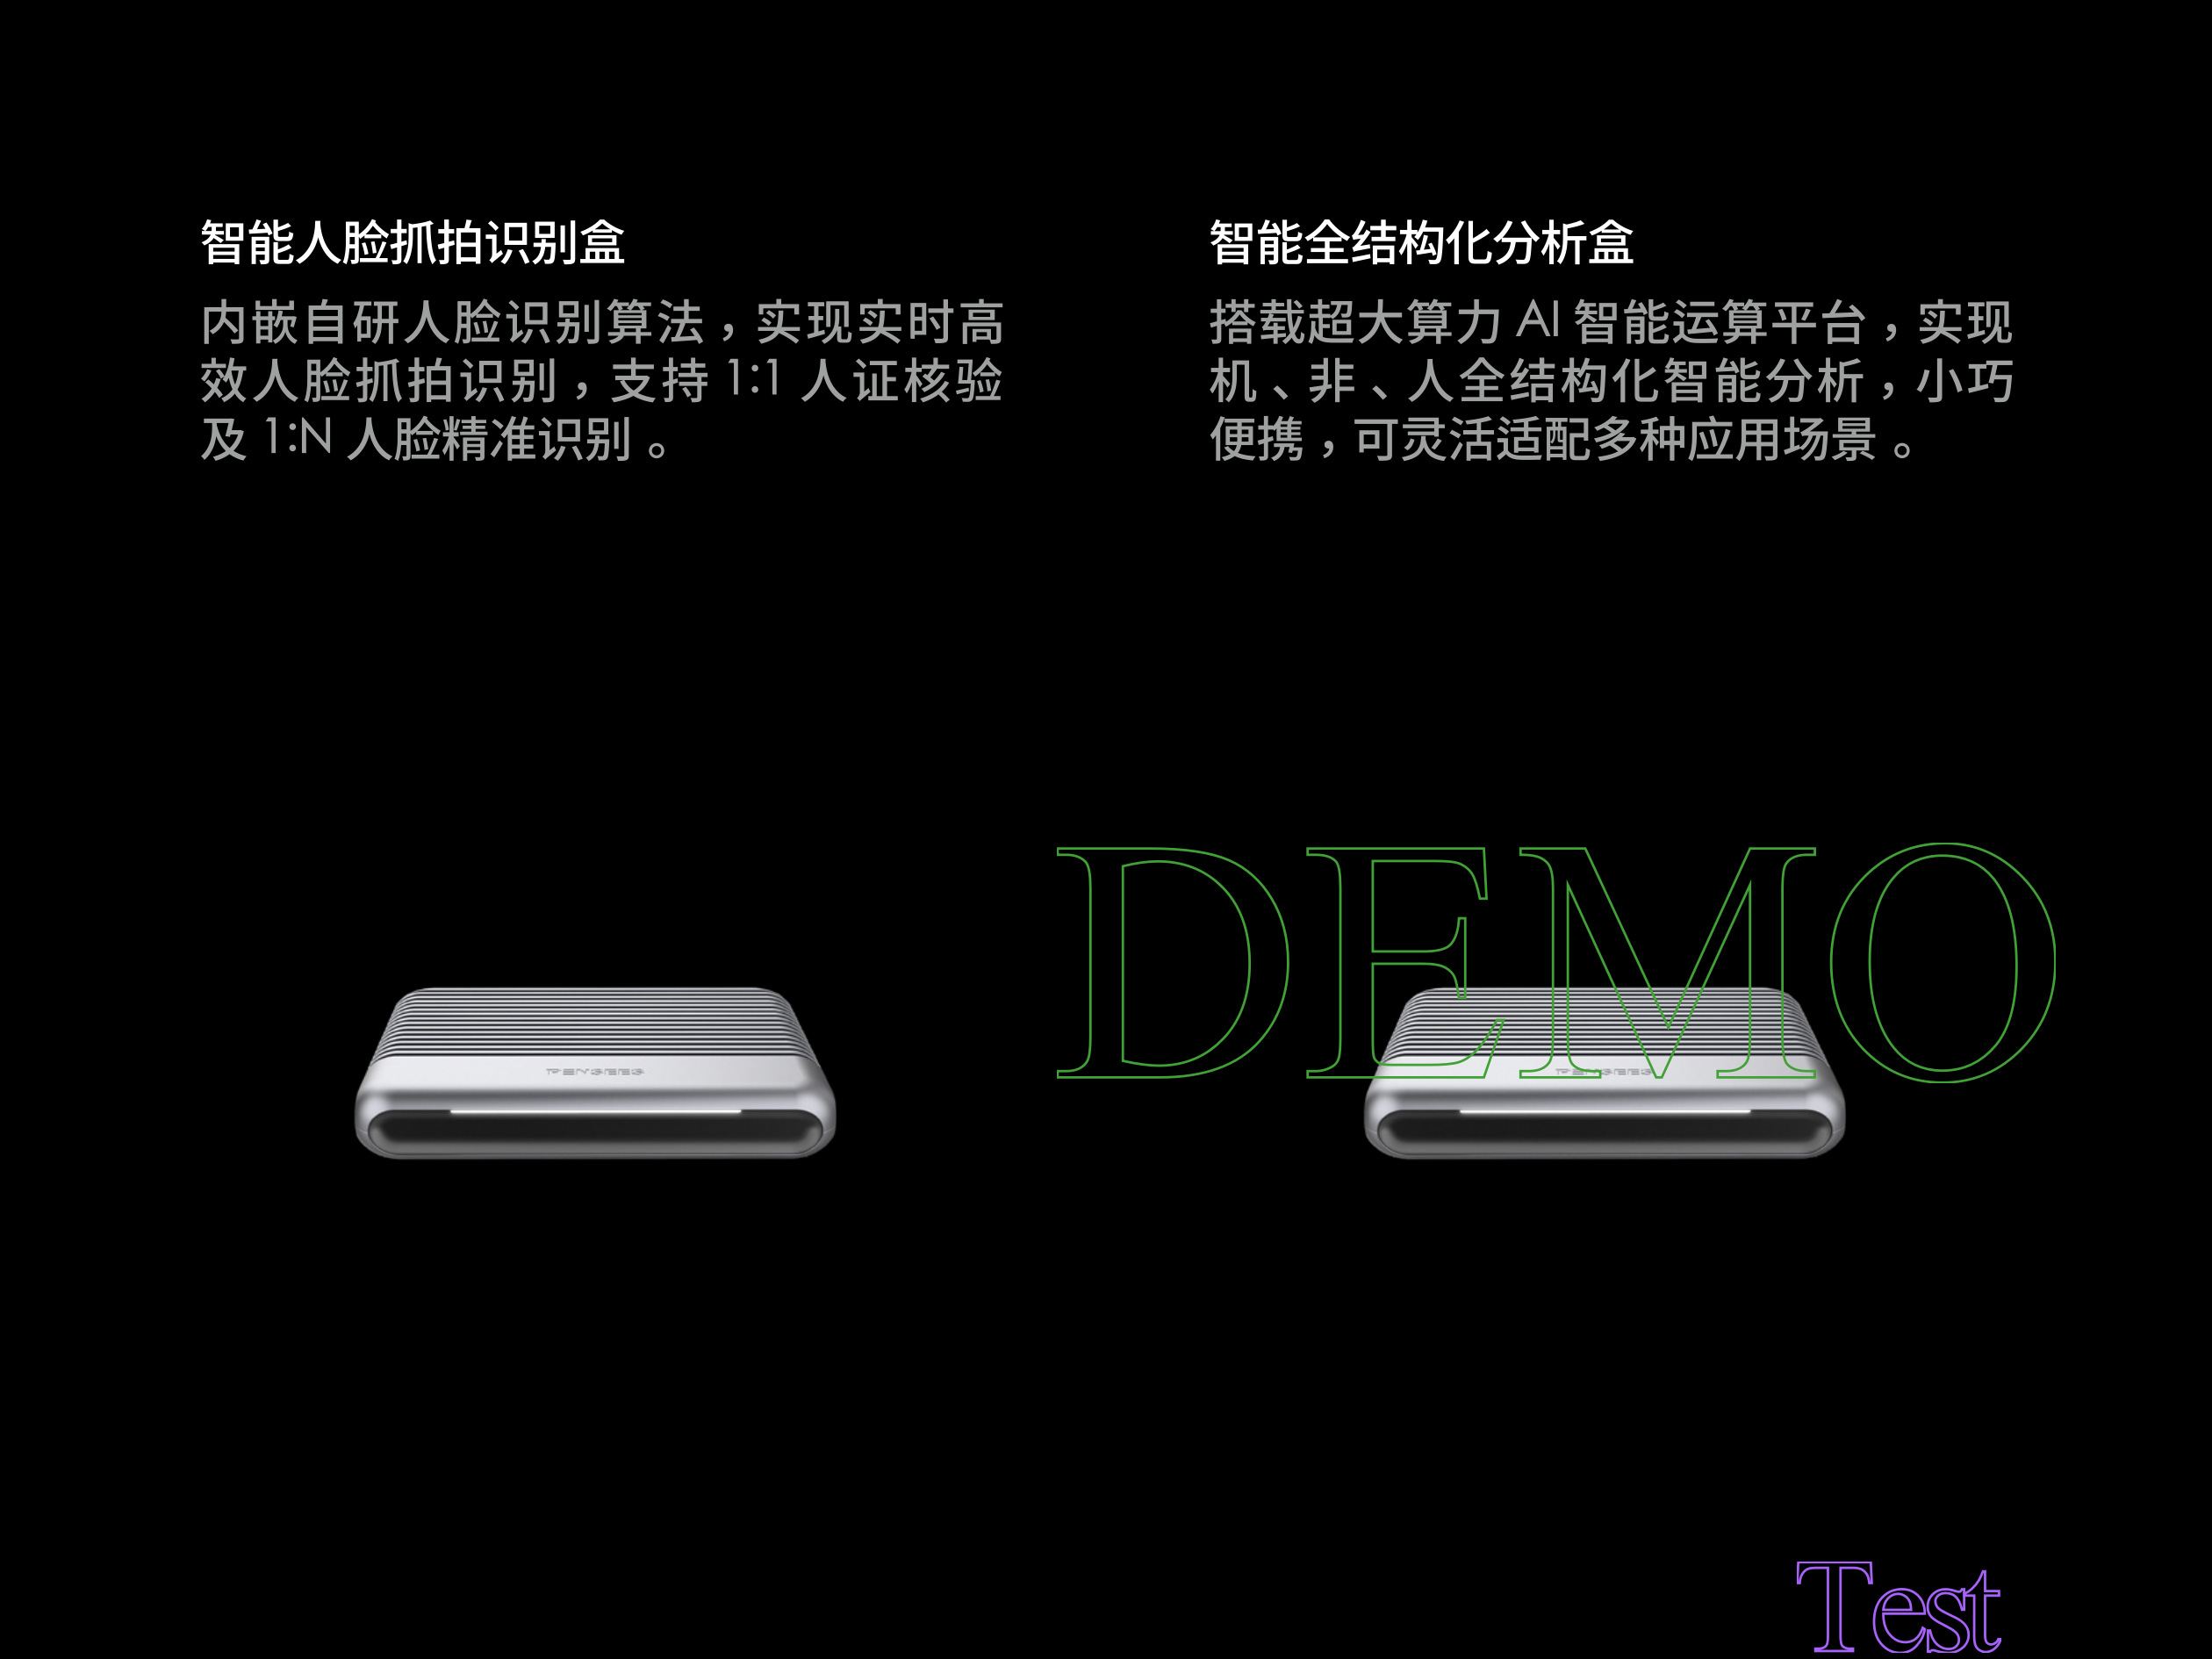 智能人脸抓拍识别盒
内嵌自研人脸识别算法，实现实时高
效人脸抓拍识别，支持 1:1 人证核验
及 1:N 人脸精准识别。
智能全结构化分析盒
搭载超大算力 AI 智能运算平台，实现
机、非、人全结构化智能分析，小巧
便携，可灵活适配多种应用场景。
DEMO
PENSEES
PENSEES
Test